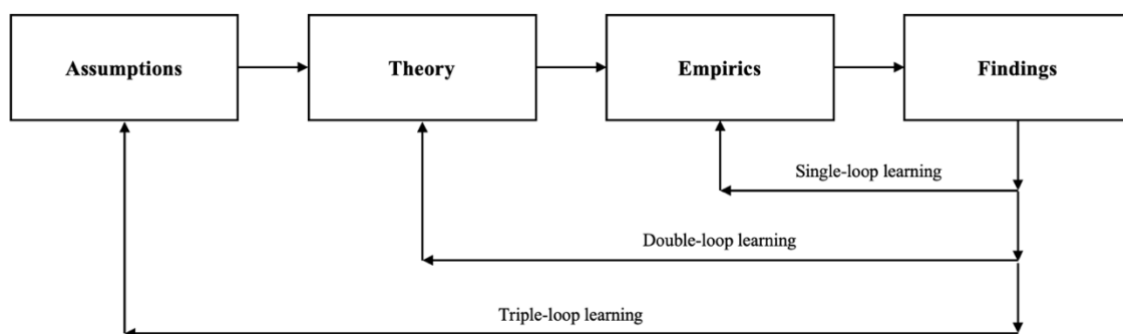 Assumptions
Theory
Empirics
Findings
Single-loop learning
Double-loop learning
Triple-loop learning